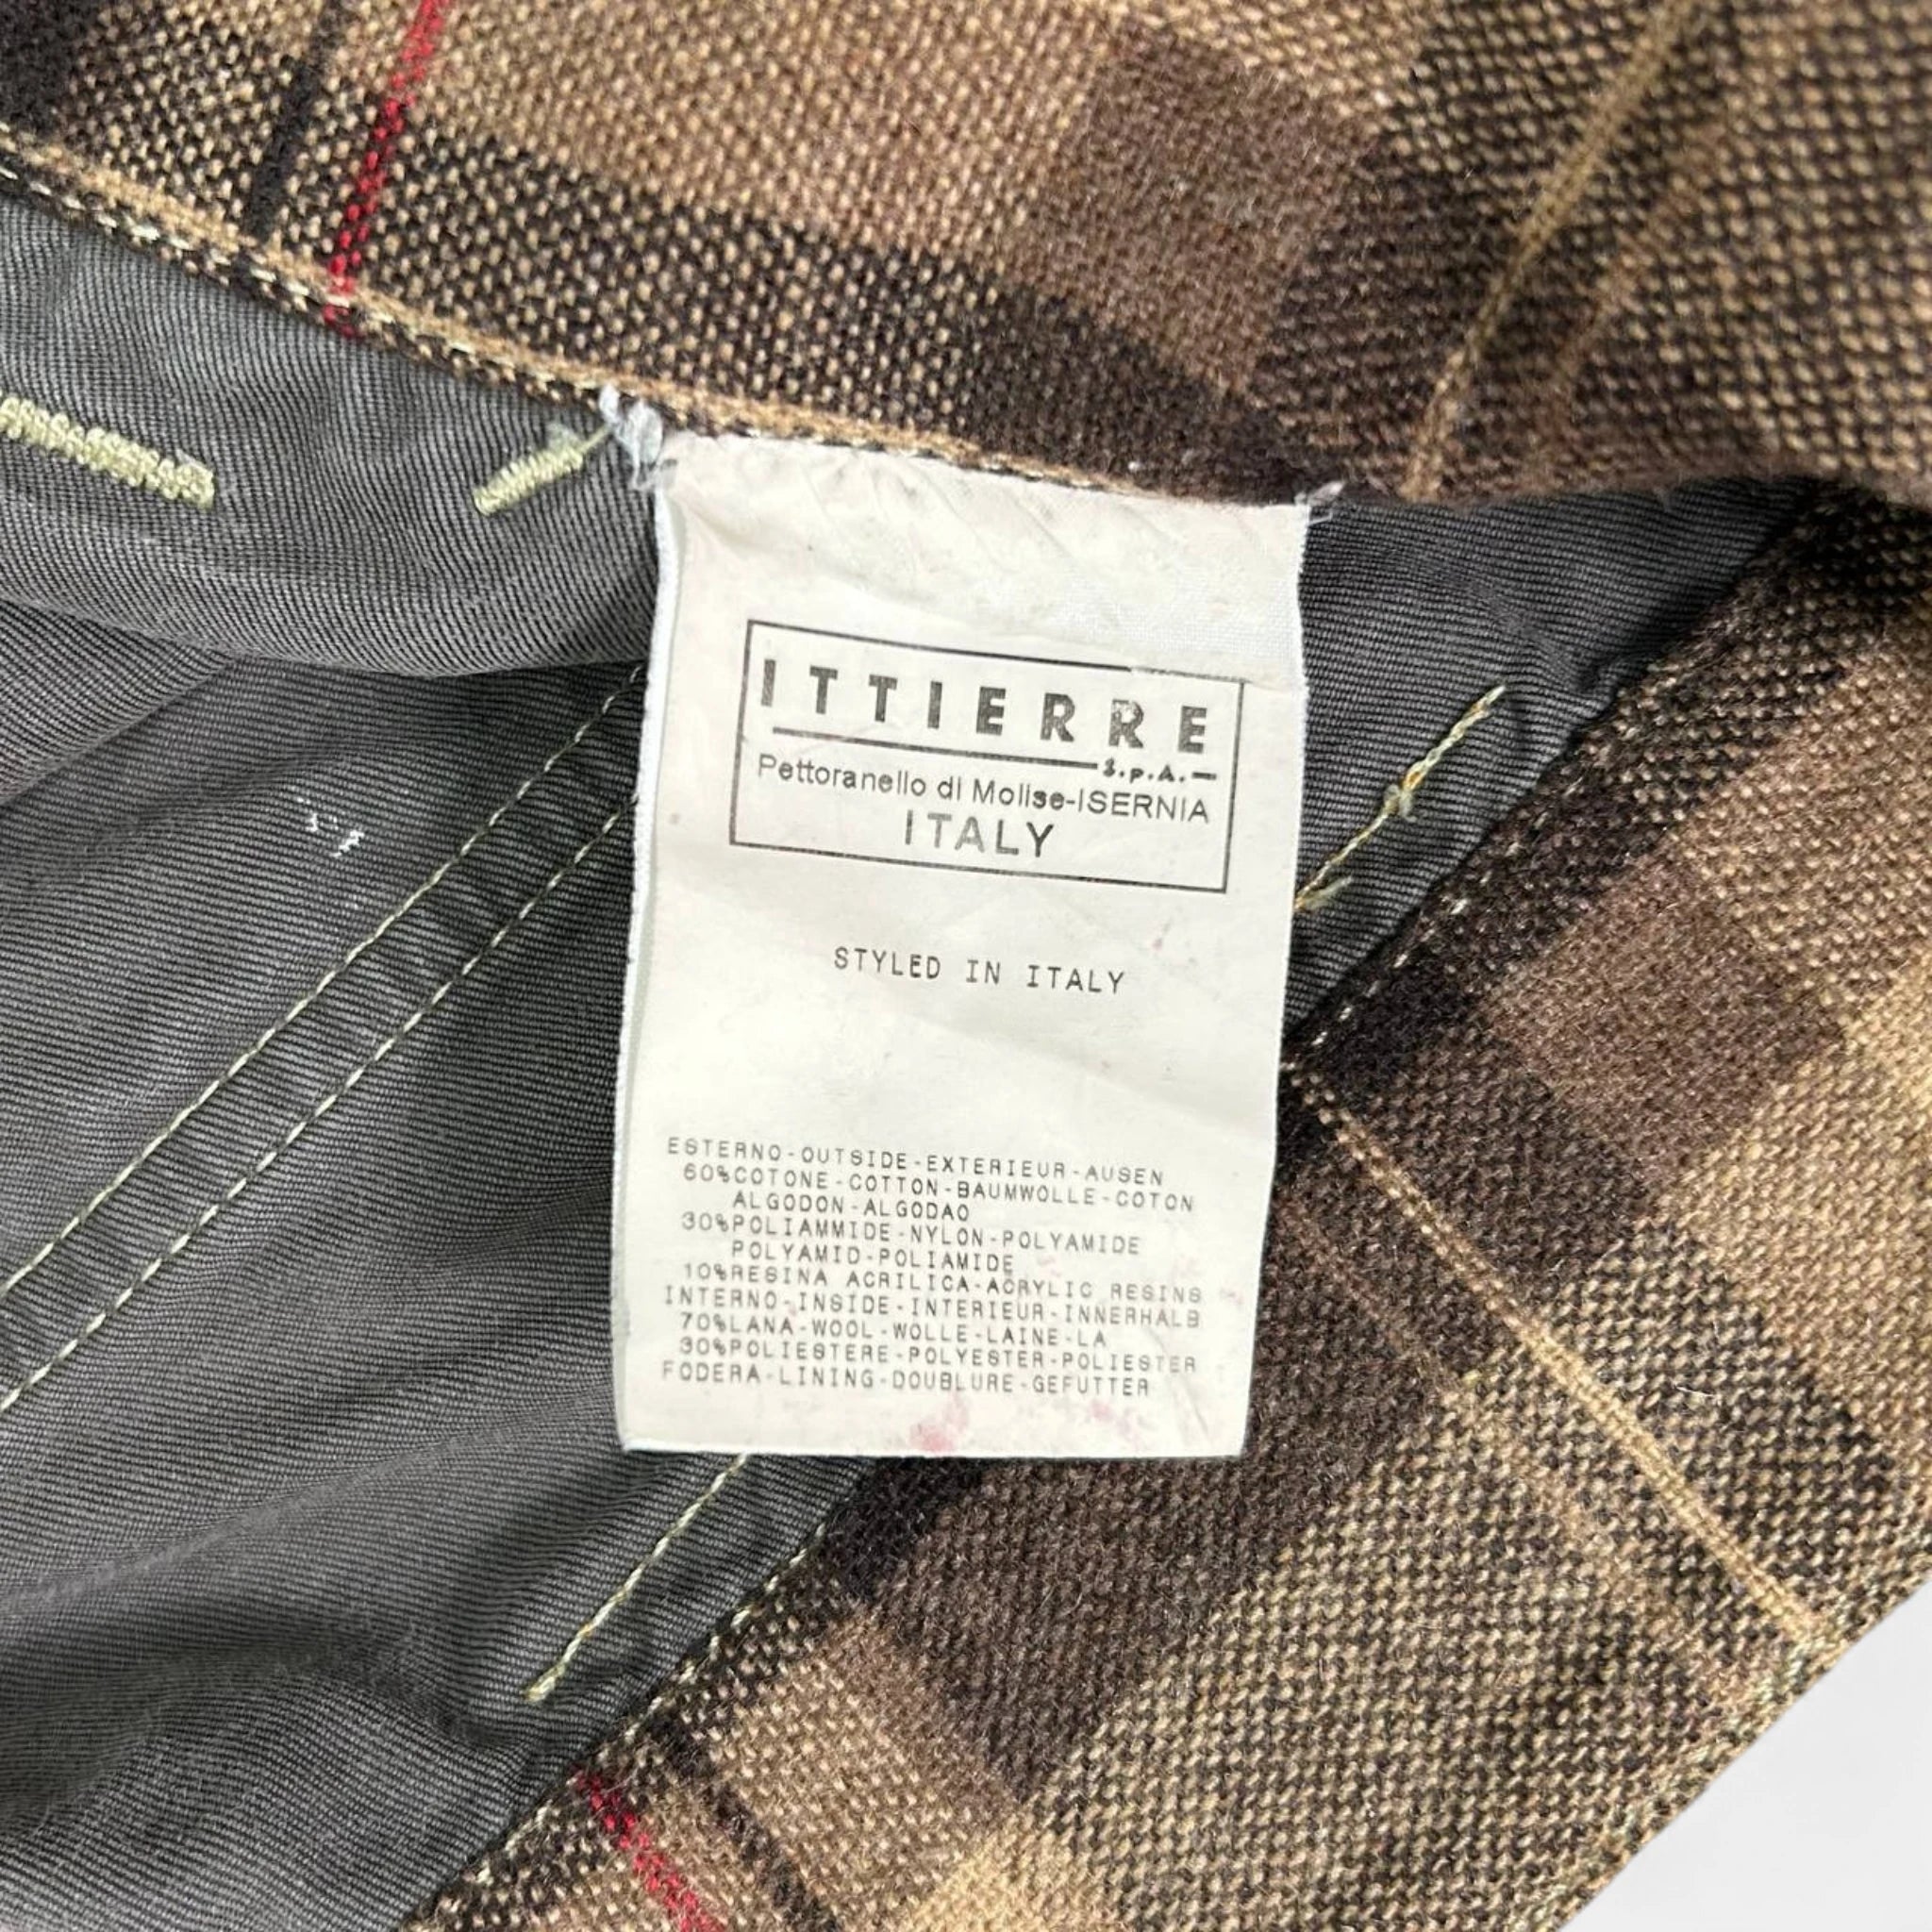 ITTIERRE
S.p.A.
Pettoranello di Molise-ISERNIA
ITALY
STYLED IN ITALY
ESTERNO-OUTSIDE-EXTERIEUR-AUSEN
60%COTONE-COTTON-BAUMWOLLE-COTON
ALGODON-ALGODAO
30%POLIAMMIDE-NYLON-POLYAMIDE
POLYAMID-POLIAMIDE
10%RESINA ACRILICA-ACRYLIC RESINS
INTERNO-INSIDE-INTERIEUR-INNERHALB
70%LANA-WOOL-WOLLE-LAINE-LA
30%POLIESTERE-POLYESTER-POLIESTER
FODERA-LINING-DOUBLURE-GEFUTTER